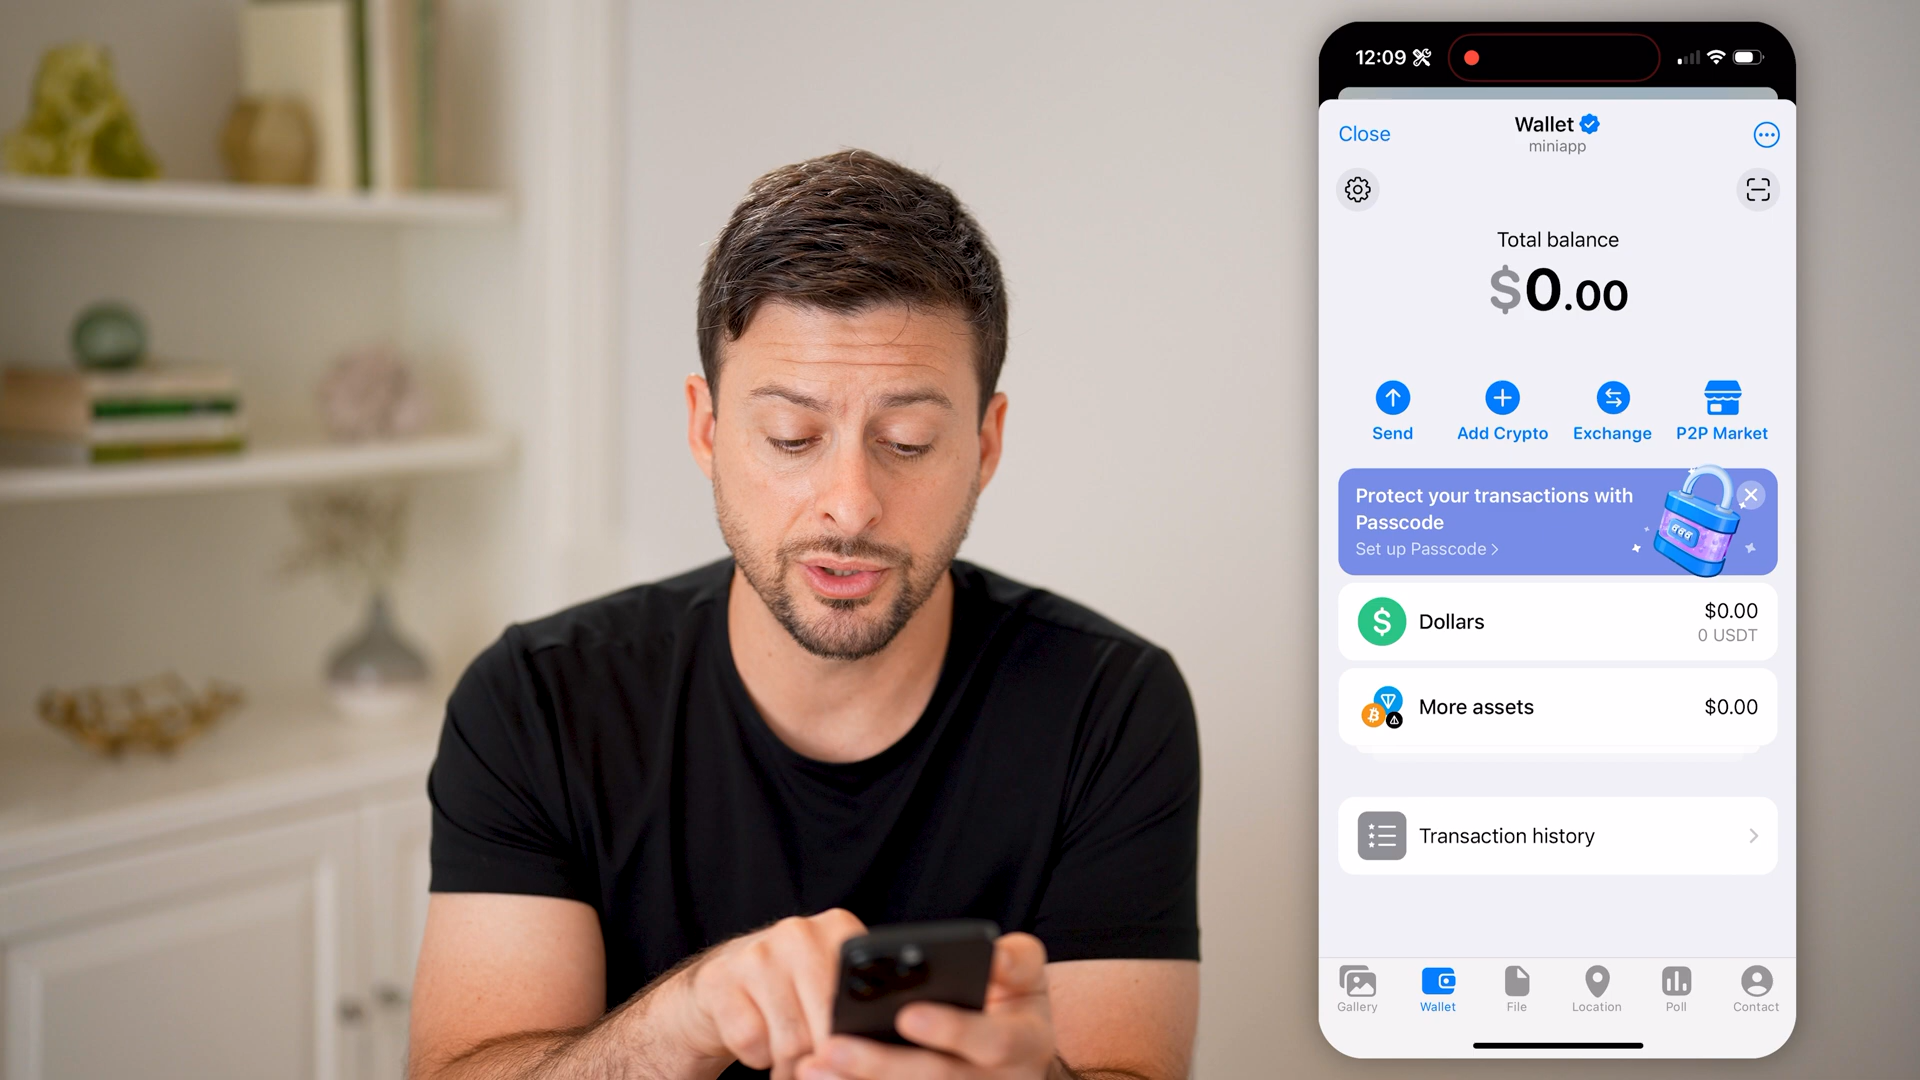 12:09
Close
Wallet
miniapp
Total balance
$0.00
Send
Add Crypto
Exchange
P2P Market
Protect your transactions with
Passcode
Set up Passcode >
Dollars
$0.00
0 USDT
More assets
$0.00
Transaction history
Gallery
Wallet
File
Location
Poll
Contact